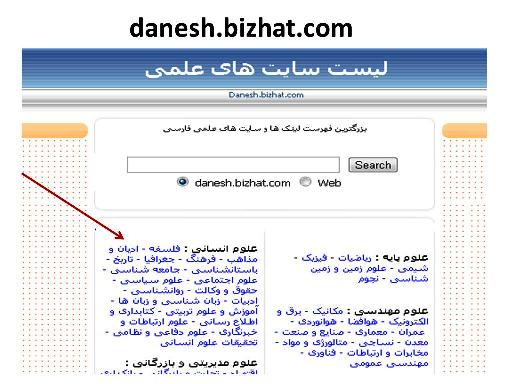 danesh.bizhat.com
لیست سایت های علمی
Danesh.bizhat.com
بزرگترین فهرست لینک ها و سایت های علمی فارسی
Search
danesh.bizhat.com Web
علوم پایه : ریاضیات - فیزیک -
شیمی - علوم زمین و زمین
شناسی - نجوم
علوم مهندسی : مکانیک - برق و
الکترونیک - هوافضا - هوانوردی -
عمران - معماری - صنایع و صنعت -
معدن - نساجی - متالوژی و مواد -
مخابرات و ارتباطات - فناوری -
مهندسی عمومی
علوم انسانی : فلسفه - ادیان و
مذاهب - فرهنگ - جغرافیا - تاریخ -
باستانشناسی - جامعه شناسی -
علوم اجتماعی - علوم سیاسی -
حقوق و وکالت - روانشناسی -
ادبیات - زبان شناسی و زبان ها -
آموزش و علوم تربیتی - کتابداری و
اطلاع رسانی - علوم ارتباطات و
خبرنگاری - علوم دفاعی و نظامی -
تحقیقات علوم انسانی
علوم مدیریتی و بازرگانی :